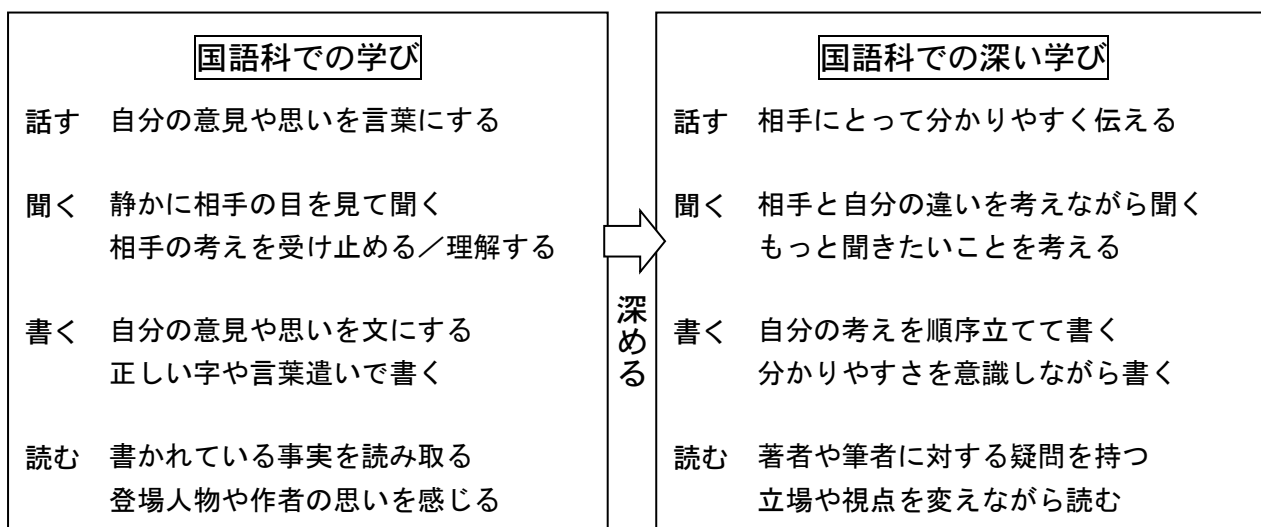 国語科での学び
話す 自分の意見や思いを言葉にする
聞く 静かに相手の目を見て聞く
相手の考えを受け止める／理解する
書く 自分の意見や思いを文にする
正しい字や言葉遣いで書く
読む 書かれている事実を読み取る
登場人物や作者の思いを感じる
深める
国語科での深い学び
話す 相手にとって分かりやすく伝える
聞く 相手と自分の違いを考えながら聞く
もっと聞きたいことを考える
書く 自分の考えを順序立てて書く
分かりやすさを意識しながら書く
読む 著者や筆者に対する疑問を持つ
立場や視点を変えながら読む